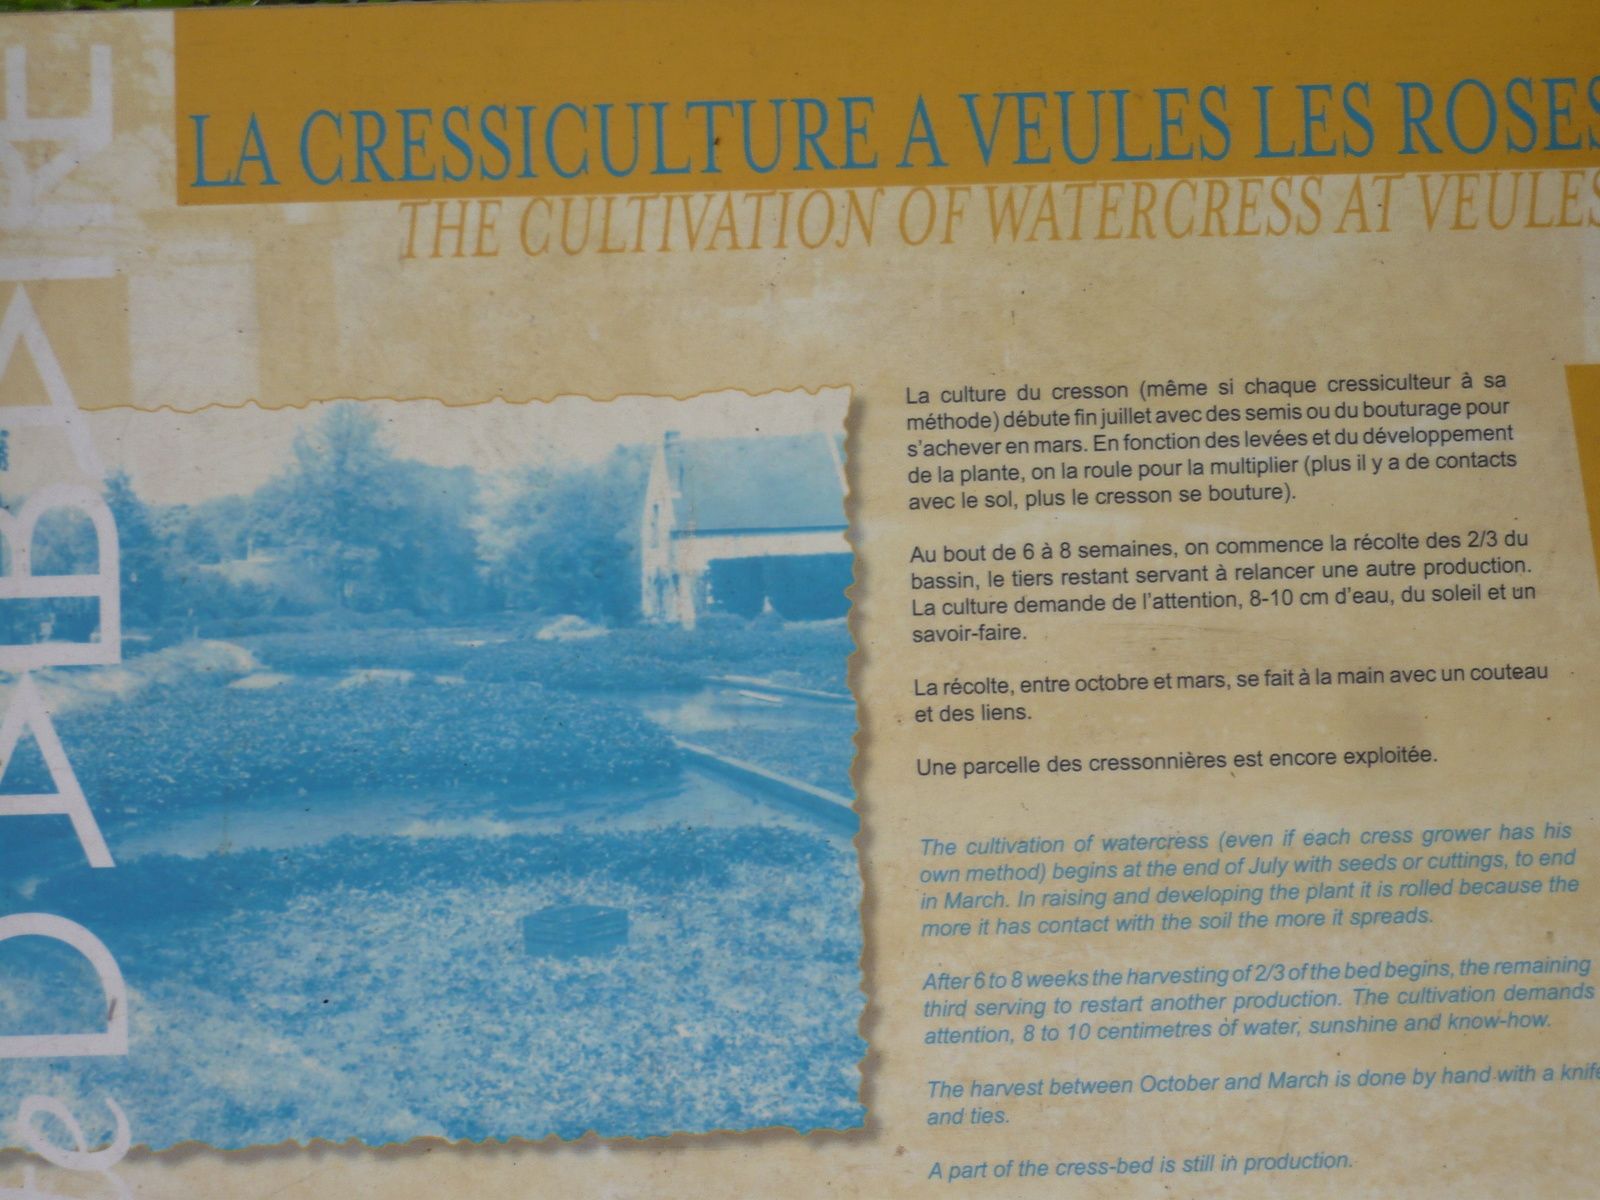 LA CRESSICULTURE A VEULES LES ROSES
THE CULTIVATION OF WATERCRESS AT VEULES
La culture du cresson (même si chaque cressiculteur à sa
méthode) débute fin juillet avec des semis ou du bouturage pour
s'achever en mars. En fonction des levées et du développement
de la plante, on la roule pour la multiplier (plus il y a de contacts
avec le sol, plus le cresson se bouture).
Au bout de 6 à 8 semaines, on commence la récolte des 2/3 du
bassin, le tiers restant servant à relancer une autre production.
La culture demande de l'attention, 8-10 cm d'eau, du soleil et un
savoir-faire.
La récolte, entre octobre et mars, se fait à la main avec un couteau
et des liens.
Une parcelle des cressonnières est encore exploitée.
The cultivation of watercress (even if each cress grower has his
own method) begins at the end of July with seeds or cuttings, to end
in March. In raising and developing the plant it is rolled because the
more it has contact with the soil the more it spreads.
After 6 to 8 weeks the harvesting of 2/3 of the bed begins, the remaining
third serving to restart another production. The cultivation demands
attention, 8 to 10 centimetres of water, sunshine and know-how.
The harvest between October and March is done by hand with a knife
and ties.
A part of the cress-bed is still in production.